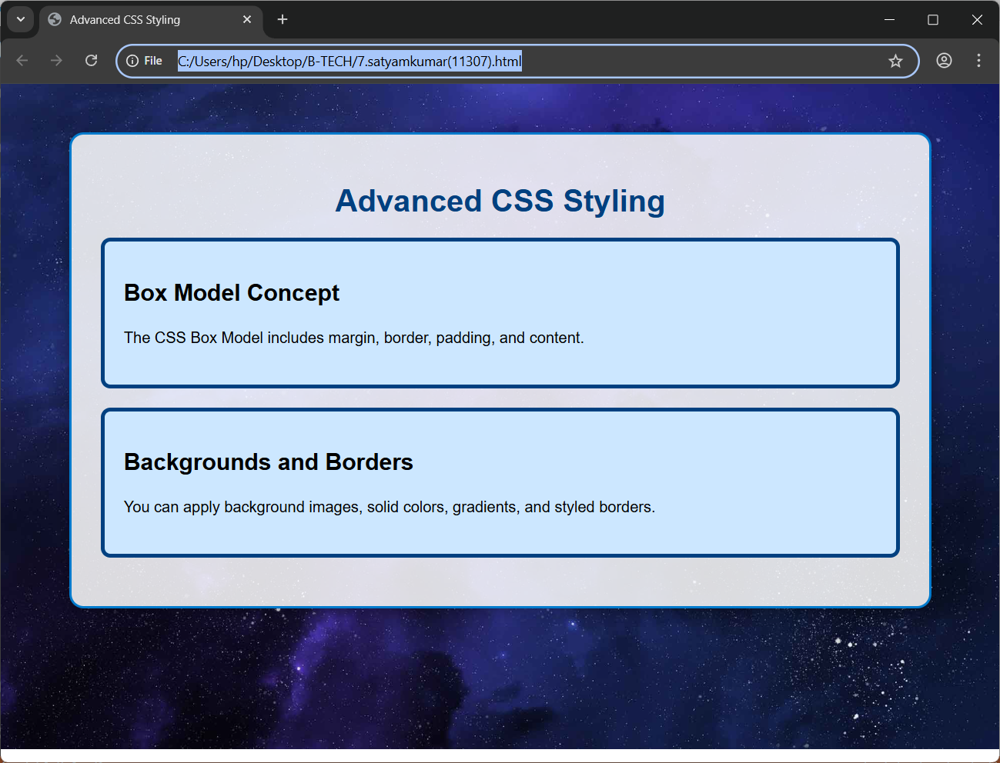 Advanced CSS Styling
File C:/Users/hp/Desktop/B-TECH/7.satyamkumar(11307).html
Advanced CSS Styling
Box Model Concept
The CSS Box Model includes margin, border, padding, and content.
Backgrounds and Borders
You can apply background images, solid colors, gradients, and styled borders.